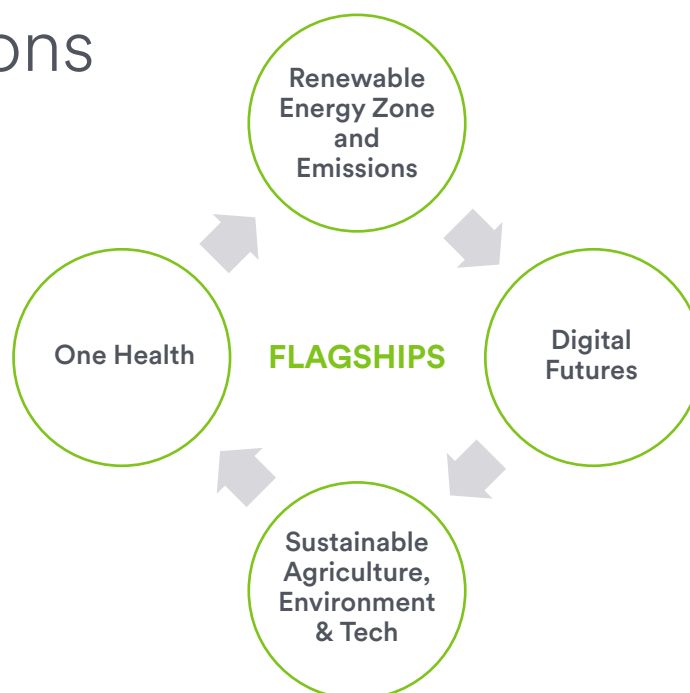 ons
Renewable
Energy Zone
and
Emissions
One Health
FLAGSHIPS
Digital
Futures
Sustainable
Agriculture,
Environment
& Tech